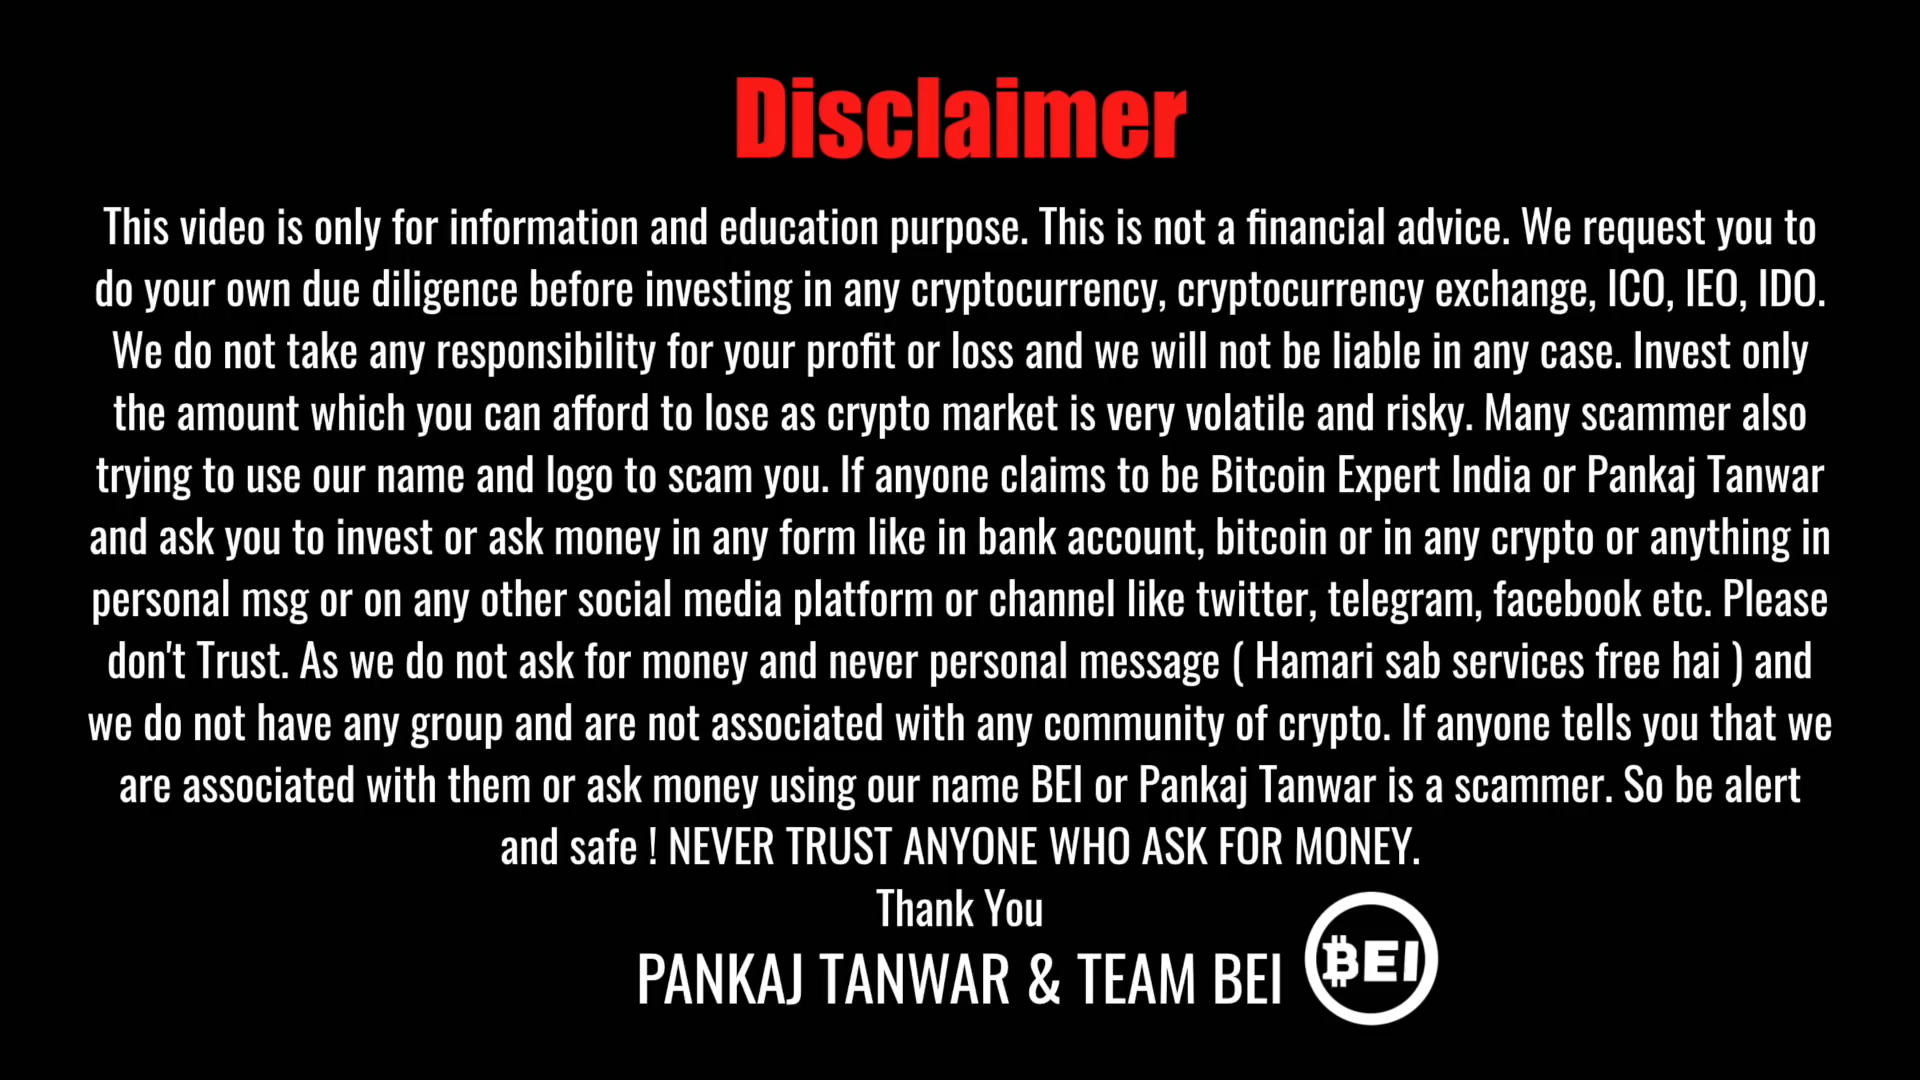 Disclaimer
This video is only for information and education purpose. This is not a financial advice. We request you to
do your own due diligence before investing in any cryptocurrency, cryptocurrency exchange, ICO, IEO, IDO.
We do not take any responsibility for your profit or loss and we will not be liable in any case. Invest only
the amount which you can afford to lose as crypto market is very volatile and risky. Many scammer also
trying to use our name and logo to scam you. If anyone claims to be Bitcoin Expert India or Pankaj Tanwar
and ask you to invest or ask money in any form like in bank account, bitcoin or in any crypto or anything in
personal msg or on any other social media platform or channel like twitter, telegram, facebook etc. Please
don't Trust. As we do not ask for money and never personal message ( Hamari sab services free hai ) and
we do not have any group and are not associated with any community of crypto. If anyone tells you that we
are associated with them or ask money using our name BEI or Pankaj Tanwar is a scammer. So be alert
and safe ! NEVER TRUST ANYONE WHO ASK FOR MONEY.
Thank You
PANKAJ TANWAR & TEAM BEI
₿EI